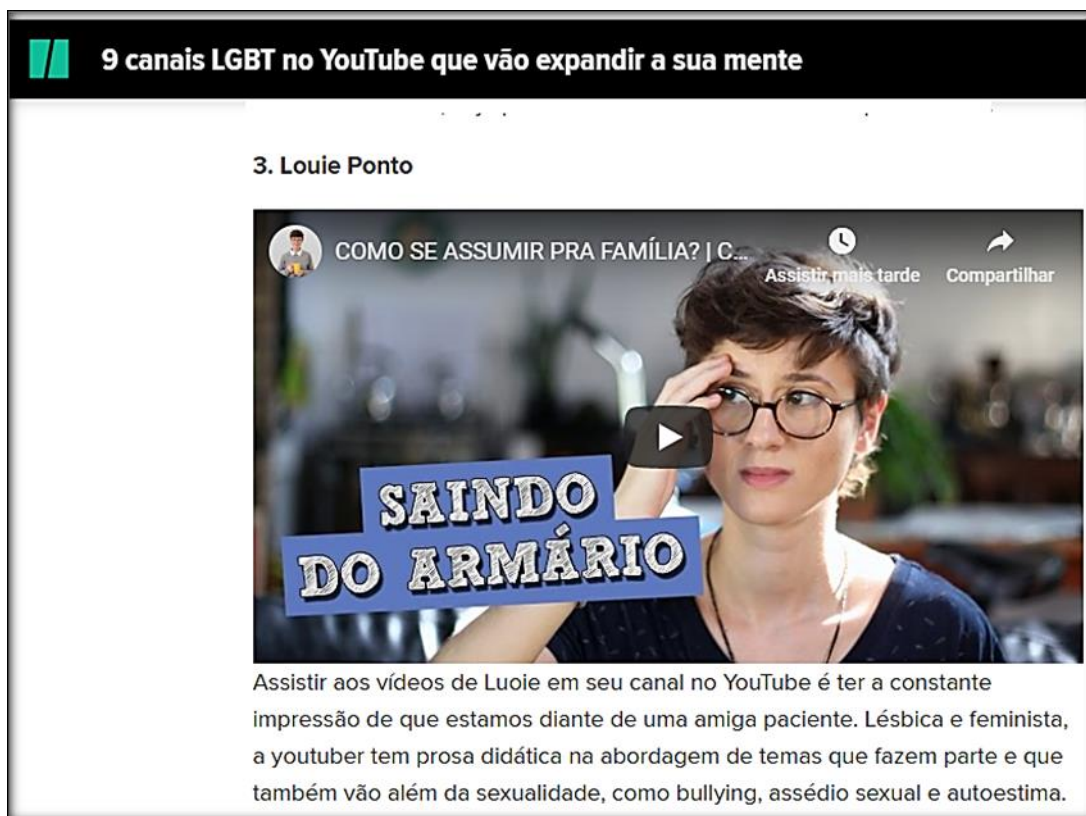 9 canais LGBT no YouTube que vão expandir a sua mente
3. Louie Ponto
COMO SE ASSUMIR PRA FAMÍLIA? | C...
Assistir mais tarde
Compartilhar
SAINDO
DO ARMÁRIO
Assistir aos vídeos de Luoie em seu canal no YouTube é ter a constante
impressão de que estamos diante de uma amiga paciente. Lésbica e feminista,
a youtuber tem prosa didática na abordagem de temas que fazem parte e que
também vão além da sexualidade, como bullying, assédio sexual e autoestima.